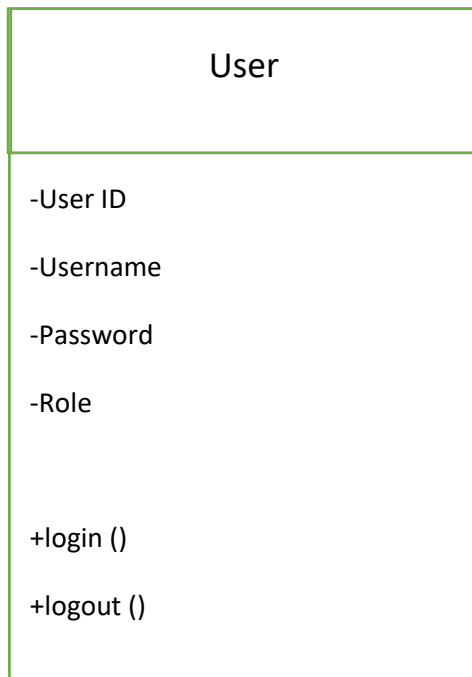 User
-User ID
-Username
-Password
-Role
+login ()
+logout ()